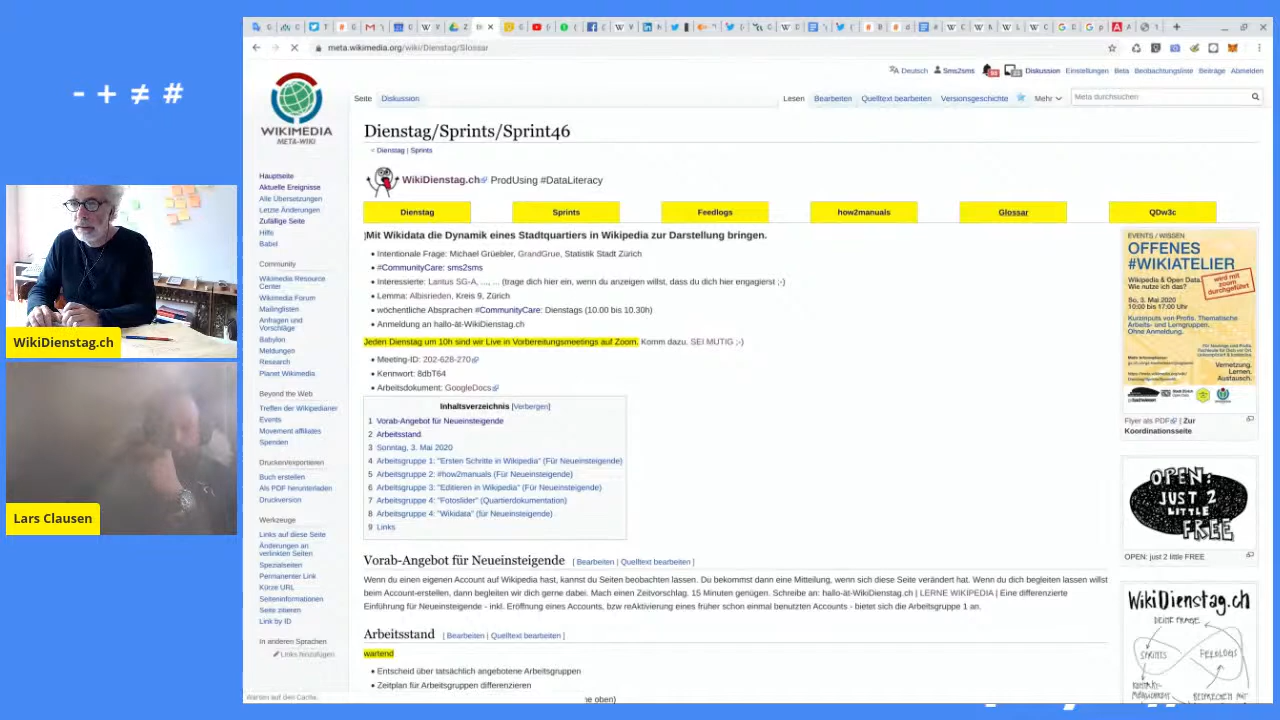 - + ≠ #
WikiDienstag.ch
Lars Clausen
meta.wikimedia.org/wiki/Dienstag/Slossar
Deutsch Sms2sms Diskussion Einstellungen Beta Beobachtungsliste Beiträge Abmelden
Seite Diskussion Lesen Bearbeiten Quelltext bearbeiten Versionsgeschichte Mehr Meta durchsuchen
WIKIMEDIA
META-WIKI
Hauptseite
Aktuelle Ereignisse
Alle Übersetzungen
Letzte Änderungen
Zufällige Seite
Hilfe
Babel
Community
Wikimedia Resource
Center
Wikimedia Forum
Mailinglisten
Anfragen und
Vorschläge
Babylon
Meldungen
Research
Planet Wikimedia
Beyond the Web
Treffen der Wikipedianer
Events
Movement affiliates
Spenden
Drucken/exportieren
Buch erstellen
Als PDF herunterladen
Druckversion
Werkzeuge
Links auf diese Seite
Änderungen an
verlinkten Seiten
Spezialseiten
Permanenter Link
Kurze URL
Seiteninformationen
Seite zitieren
Link by ID
In anderen Sprachen
Links hinzufügen
Warten auf den Cache...
Dienstag/Sprints/Sprint46
< Dienstag | Sprints
WikiDienstag.ch ProdUsing #DataLiteracy
Dienstag Sprints Feedlogs how2manuals Glossar QDw3c
Mit Wikidata die Dynamik eines Stadtquartiers in Wikipedia zur Darstellung bringen.
• Intentionale Frage: Michael Grüebler, GrandGrue, Statistik Stadt Zürich
• #CommunityCare: sms2sms
• Interessierte: Lantus SG-A, ..., ... (trage dich hier ein, wenn du anzeigen willst, dass du dich hier engagierst ;-)
• Lemma: Albisrieden, Kreis 9, Zürich
• wöchentliche Absprachen #CommunityCare: Dienstags (10.00 bis 10.30h)
• Anmeldung an hallo-ät-WikiDienstag.ch
Jeden Dienstag um 10h sind wir Live in Vorbereitungsmeetings auf Zoom. Komm dazu. SEI MUTIG ;-)
• Meeting-ID: 202-628-270
• Kennwort: 8dbT64
• Arbeitsdokument: GoogleDocs
Inhaltsverzeichnis [Verbergen]
1 Vorab-Angebot für Neueinsteigende
2 Arbeitsstand
3 Sonntag, 3. Mai 2020
4 Arbeitsgruppe 1: "Ersten Schritte in Wikipedia" (Für Neueinsteigende)
5 Arbeitsgruppe 2: #how2manuals (Für Neueinsteigende)
6 Arbeitsgruppe 3: "Editieren in Wikipedia" (Für Neueinsteigende)
7 Arbeitsgruppe 4: "Fotoslider" (Quartierdokumentation)
8 Arbeitsgruppe 4: "Wikidata" (für Neueinsteigende)
9 Links
Vorab-Angebot für Neueinsteigende [ Bearbeiten | Quelltext bearbeiten ]
Wenn du einen eigenen Account auf Wikipedia hast, kannst du Seiten beobachten lassen. Du bekommst dann eine Mitteilung, wenn sich diese Seite verändert hat. Wenn du dich begleiten lassen willst
beim Account-erstellen, dann begleiten wir dich gerne dabei. Mach einen Zeitvorschlag. 15 Minuten genügen. Schreibe an: hallo-ät-WikiDienstag.ch | LERNE WIKIPEDIA | Eine differenzierte
Einführung für Neueinsteigende - inkl. Eröffnung eines Accounts, bzw reAktivierung eines früher schon einmal benutzten Accounts - bietet sich die Arbeitsgruppe 1 an.
Arbeitsstand [ Bearbeiten | Quelltext bearbeiten ]
wartend
• Entscheid über tatsächlich angebotene Arbeitsgruppen
• Zeitplan für Arbeitsgruppen differenzieren
oben)
EVENTS / WISSEN
OFFENES
#WIKIATELIER
Wikipedia & Open Data.
Wie nutze ich das?
wird mit
zoom
durchgeführt
So, 3. Mai 2020
10:00 bis 17:00 Uhr
Kurzinputs von Profis. Thematische
Arbeits- und Lerngruppen.
Ohne Anmeldung.
Vernetzung.
Lernen.
Austausch.
Flyer als PDF | Zur
Koordinationsseite
OPEN:
JUST 2
LITTLE
FREE
OPEN: just 2 little FREE
WikiDienstag.ch
DEINE FRAGE
SPRINTS FEEDLOGS